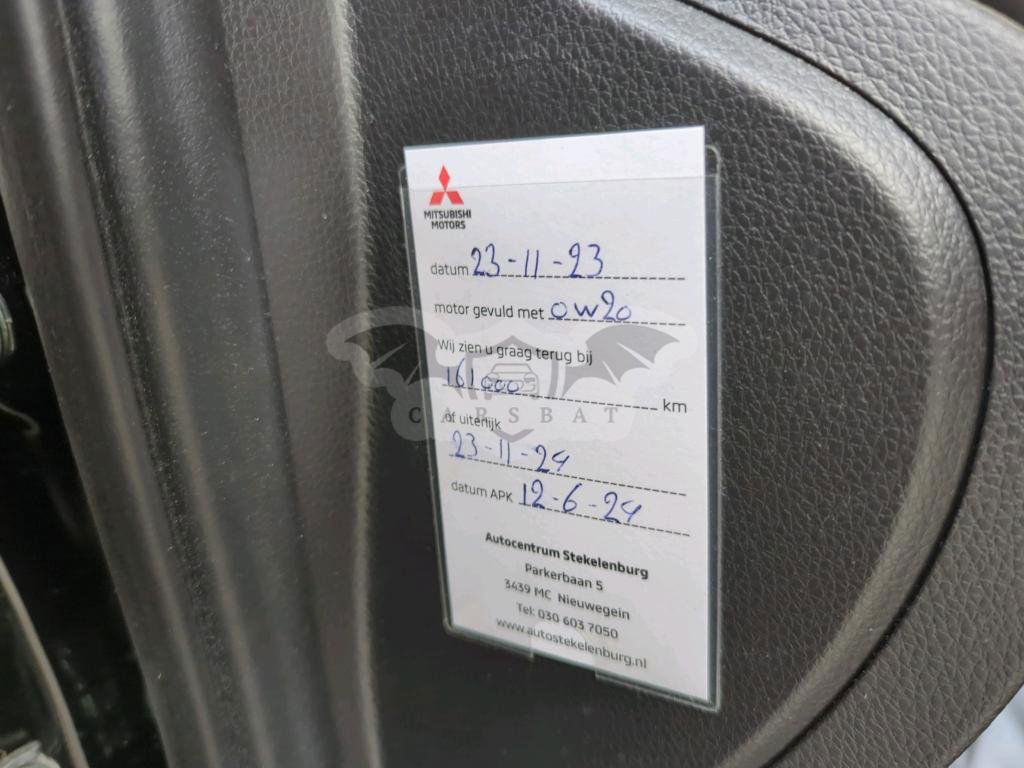 MITSUBISHI
MOTORS
datum 23-11-23
motor gevuld met 0W20
Wij zien u graag terug bij
161000 km
of uiterlijk
23-11-24
datum APK 12-6-24
Autocentrum Stekelenburg
Parkerbaan 5
3439 MC Nieuwegein
Tel: 030 603 7050
www.autostekelenburg.nl
CARSBAT